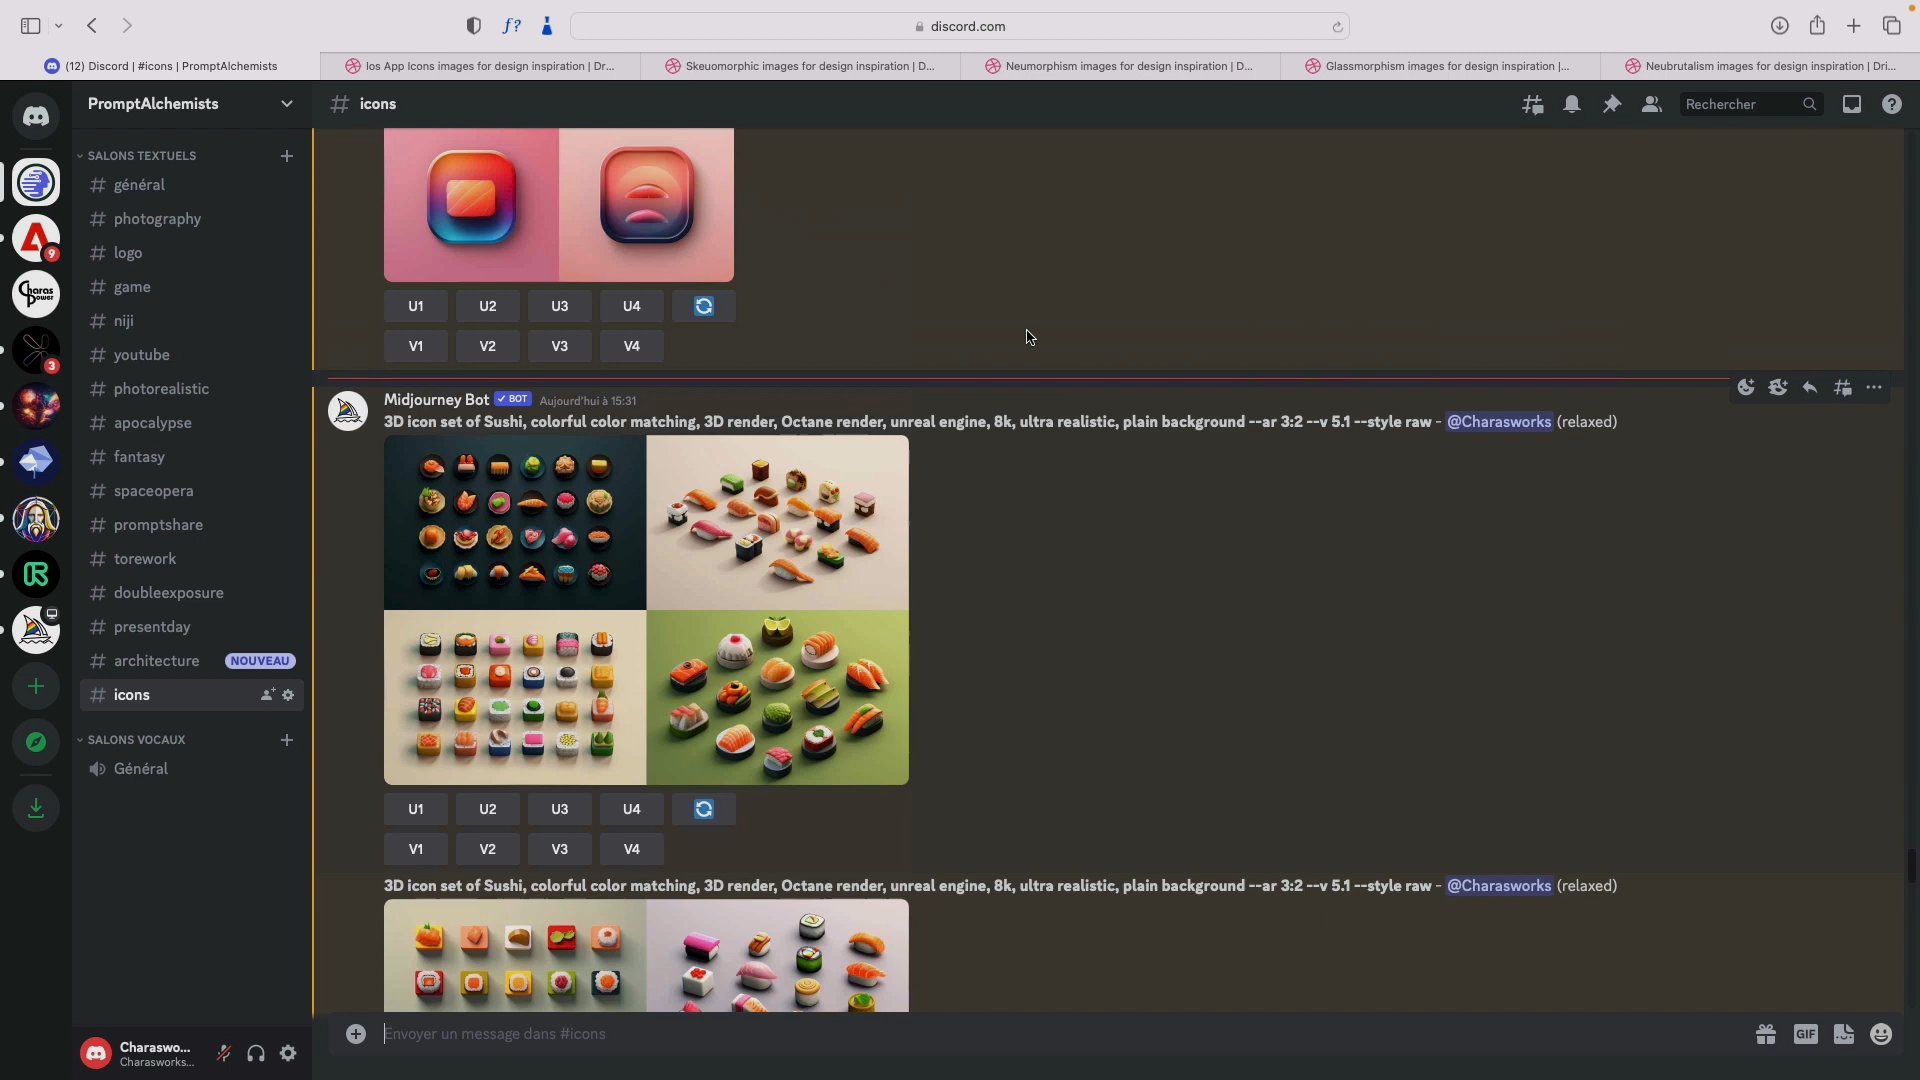 discord.com
(12) Discord | #icons | PromptAlchemists
Ios App Icons images for design inspiration | Dr...
Skeuomorphic images for design inspiration | D...
Neumorphism images for design inspiration | D...
Glassmorphism images for design inspiration |...
Neubrutalism images for design inspiration | Dri...
PromptAlchemists
icons
Rechercher
SALONS TEXTUELS
général
photography
logo
game
niji
youtube
photorealistic
apocalypse
fantasy
spaceopera
promptshare
torework
doubleexposure
presentday
architecture NOUVEAU
icons
SALONS VOCAUX
Général
9
Charas Power
3
U1 U2 U3 U4
V1 V2 V3 V4
Midjourney Bot ✓ BOT Aujourd'hui à 15:31
3D icon set of Sushi, colorful color matching, 3D render, Octane render, unreal engine, 8k, ultra realistic, plain background --ar 3:2 --v 5.1 --style raw - @Charasworks (relaxed)
U1 U2 U3 U4
V1 V2 V3 V4
3D icon set of Sushi, colorful color matching, 3D render, Octane render, unreal engine, 8k, ultra realistic, plain background --ar 3:2 --v 5.1 --style raw - @Charasworks (relaxed)
Charaswo...
Charasworks...
Envoyer un message dans #icons
GIF